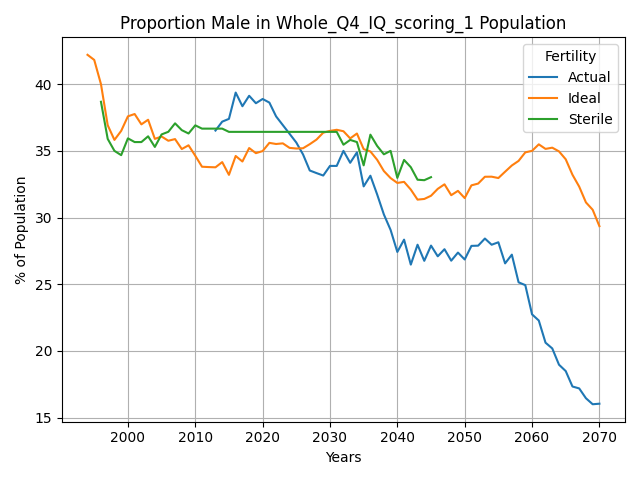 Proportion Male in Whole_Q4_IQ_scoring_1 Population
Fertility
Actual
Ideal
Sterile
% of Population
40
35
30
25
20
15
2000
2010
2020
2030
2040
2050
2060
2070
Years